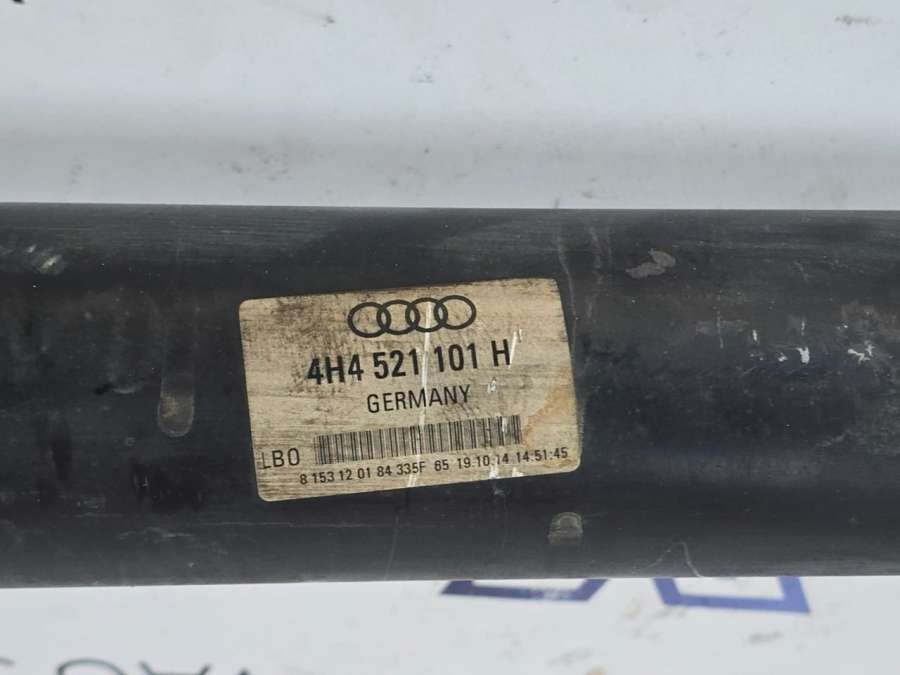 4H4 521 101 H
GERMANY
LBO
8 153 12 01 84 335F 65 19.10.14 14:51:45